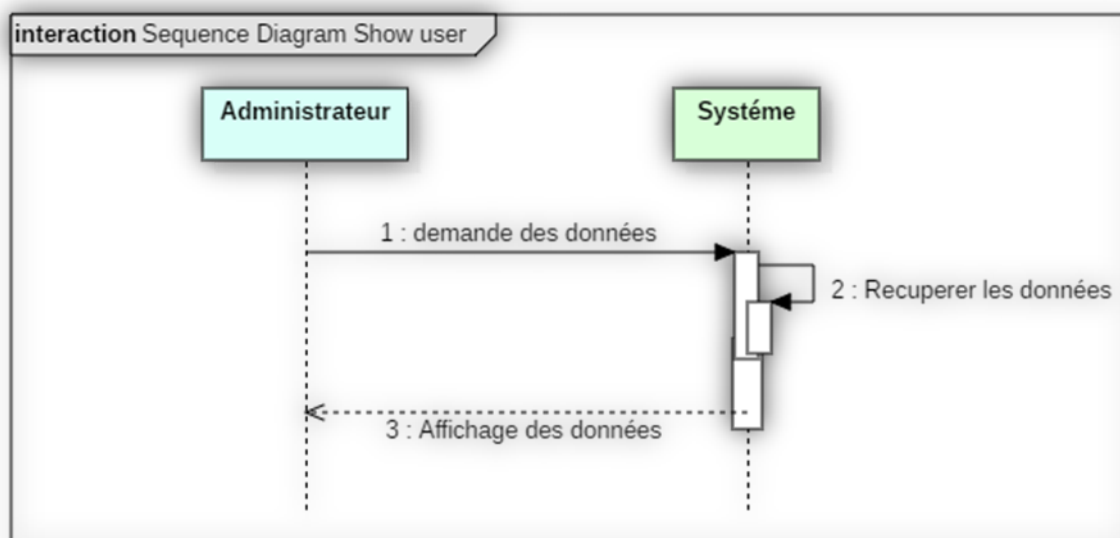 interaction Sequence Diagram Show user
Administrateur
Systéme
1 : demande des données
2 : Recuperer les données
3 : Affichage des données